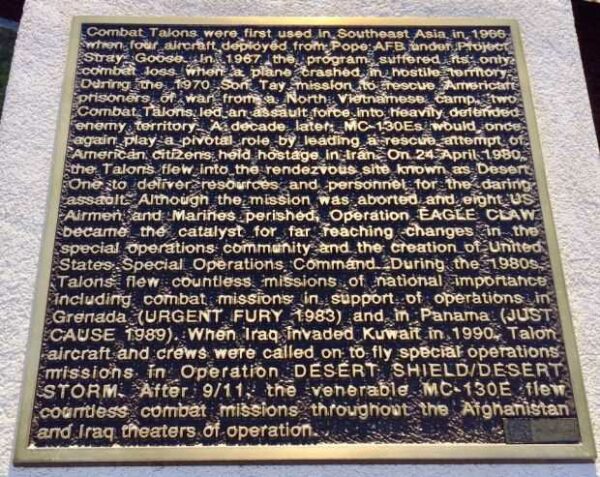 Combat Talons were first used in Southeast Asia in 1966
when four aircraft deployed from Pope AFB under Project
Stray Goose. In 1967 the program suffered its only
combat loss when a plane crashed in hostile territory.
During the 1970 Son Tay mission to rescue American
prisoners of war from a North Vietnamese camp, two
Combat Talons led an assault force into heavily defended
enemy territory. A decade later, MC-130Es would once
again play a pivotal role by leading a rescue attempt of
American citizens held hostage in Iran. On 24 April 1980,
the Talons flew into the rendezvous site known as Desert
One to deliver resources and personnel for the daring
assault. Although the mission was aborted and eight US
Airmen and Marines perished, Operation EAGLE CLAW
became the catalyst for far reaching changes in the
special operations community and the creation of United
States Special Operations Command. During the 1980s,
Talons flew countless missions of national importance
including combat missions in support of operations in
Grenada (URGENT FURY 1983) and in Panama (JUST
CAUSE 1989). When Iraq invaded Kuwait in 1990, Talon
aircraft and crews were called on to fly special operations
missions in Operation DESERT SHIELD/DESERT
STORM. After 9/11, the venerable MC-130E flew
countless combat missions throughout the Afghanistan
and Iraq theaters of operation.